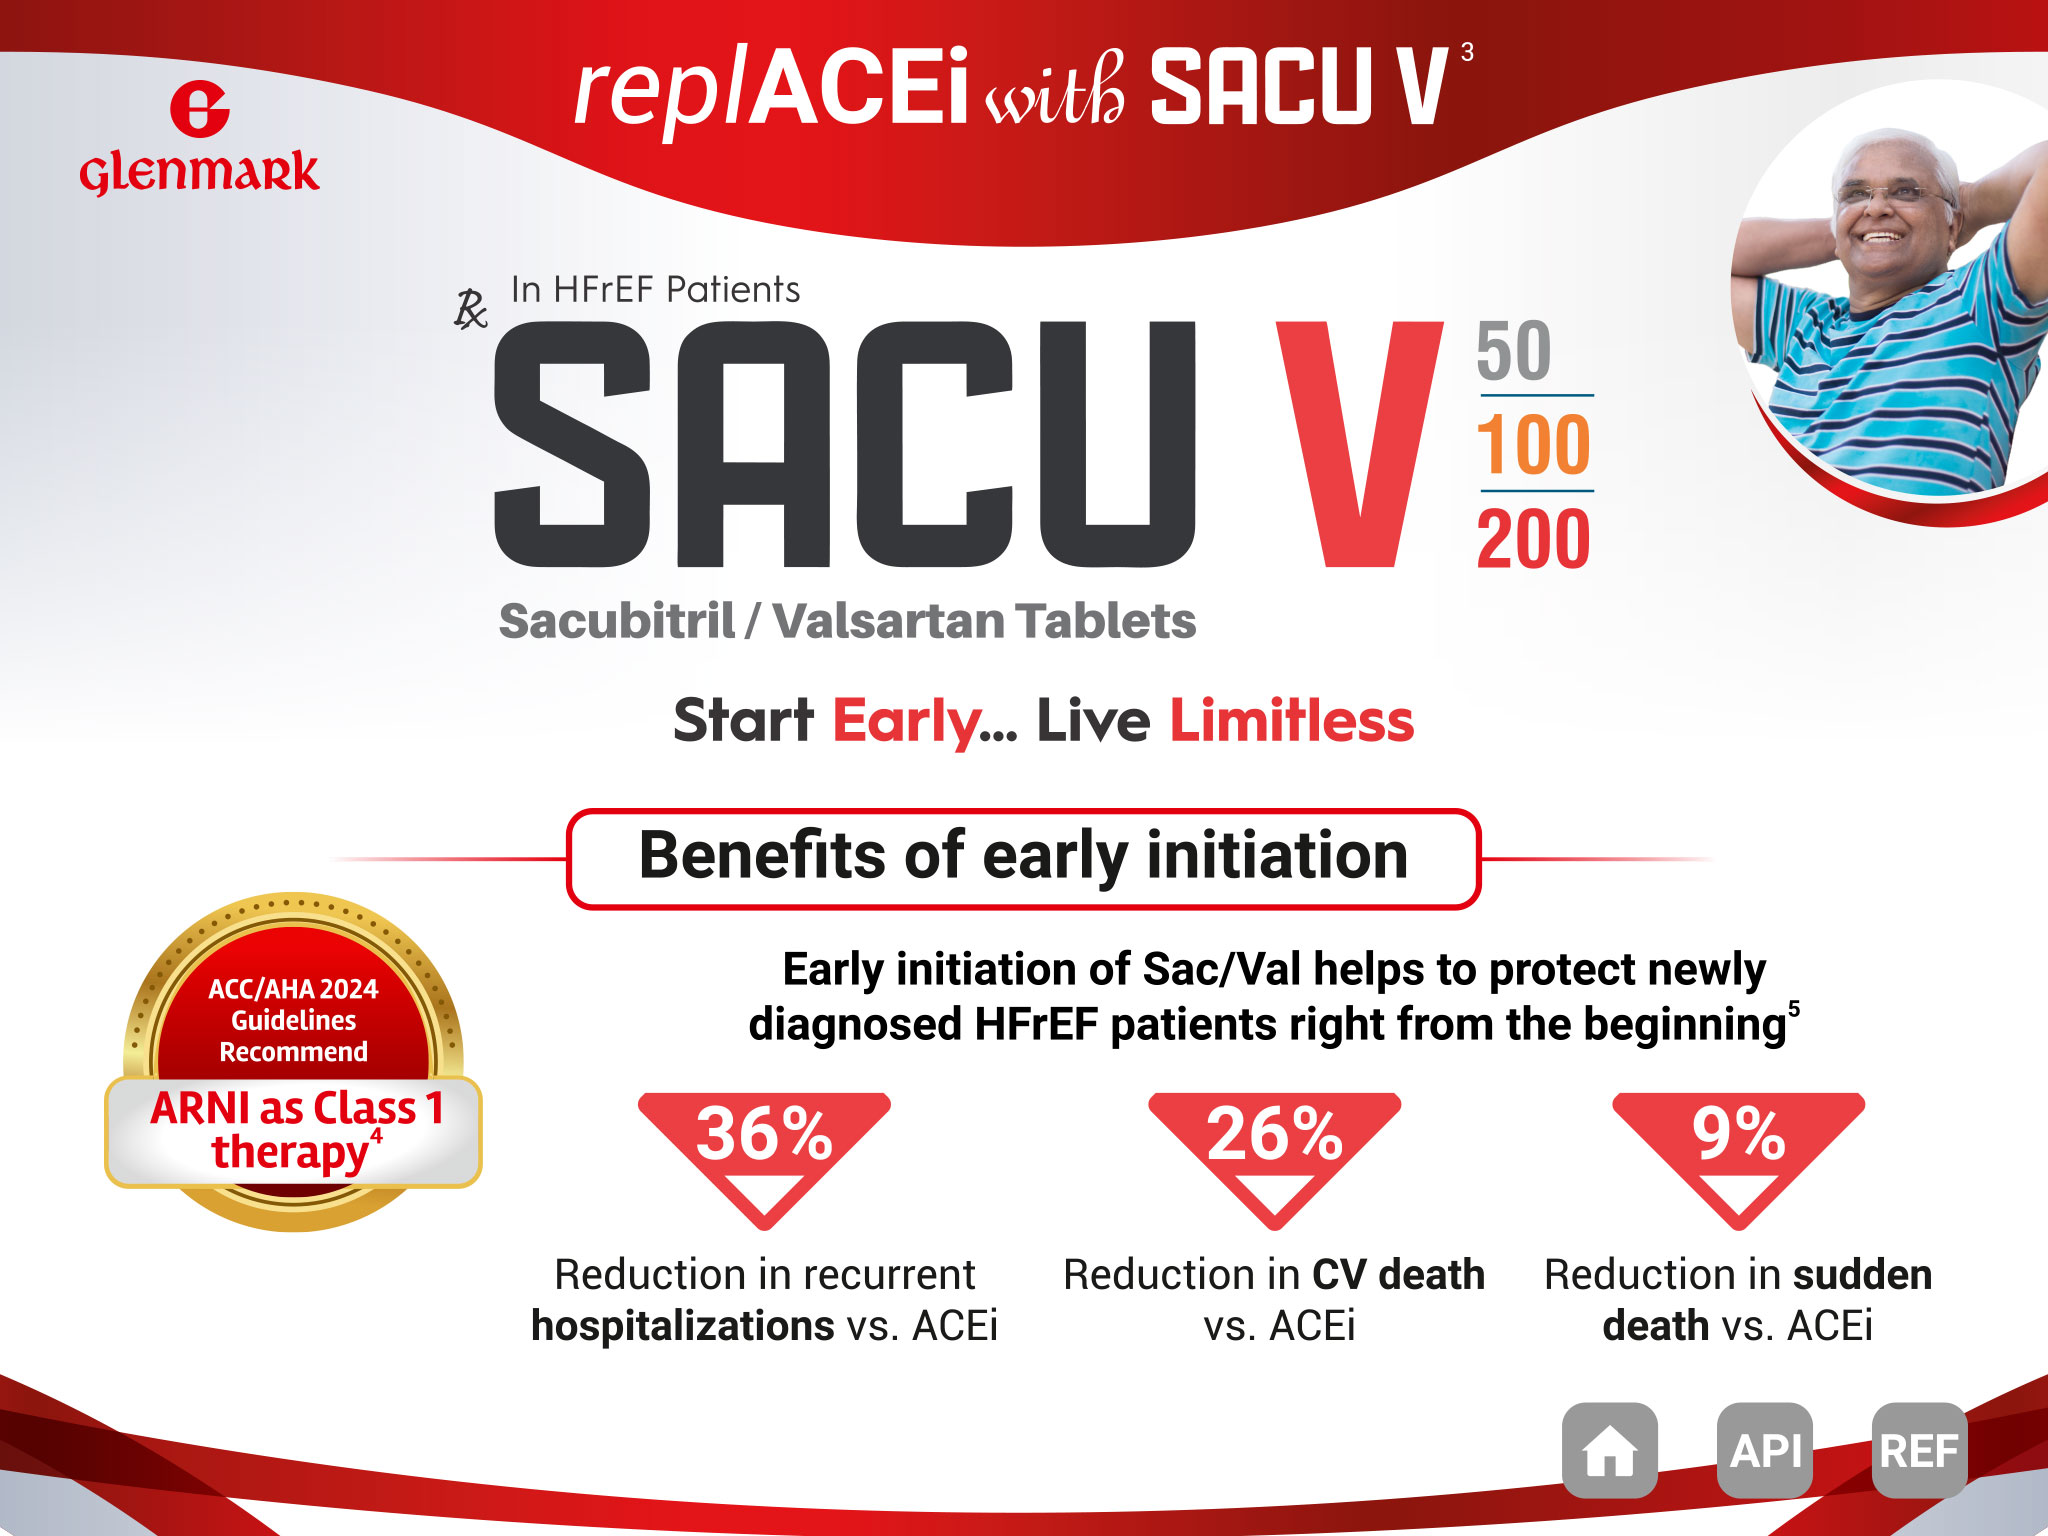 replACEi with SACU V 3
glenmark
Rx In HFrEF Patients
SACU V
50
100
200
Sacubitril / Valsartan Tablets
Start Early... Live Limitless
Benefits of early initiation
ACC/AHA 2024
Guidelines
Recommend
ARNI as Class 1
therapy4
Early initiation of Sac/Val helps to protect newly
diagnosed HFrEF patients right from the beginning5
36%
Reduction in recurrent
hospitalizations vs. ACEi
26%
Reduction in CV death
vs. ACEi
9%
Reduction in sudden
death vs. ACEi
API
REF